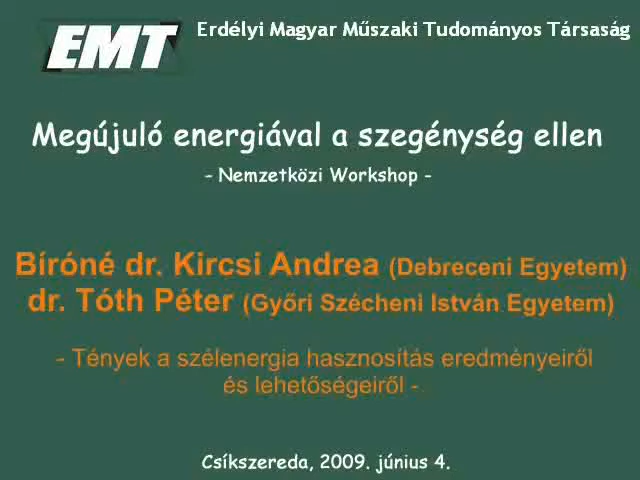 EMT Erdélyi Magyar Műszaki Tudományos Társaság
Megújuló energiával a szegénység ellen
- Nemzetközi Workshop -
Bíróné dr. Kircsi Andrea (Debreceni Egyetem)
dr. Tóth Péter (Győri Szécheni István Egyetem)
- Tények a szélenergia hasznosítás eredményeiről
és lehetőségeiről -
Csíkszereda, 2009. június 4.